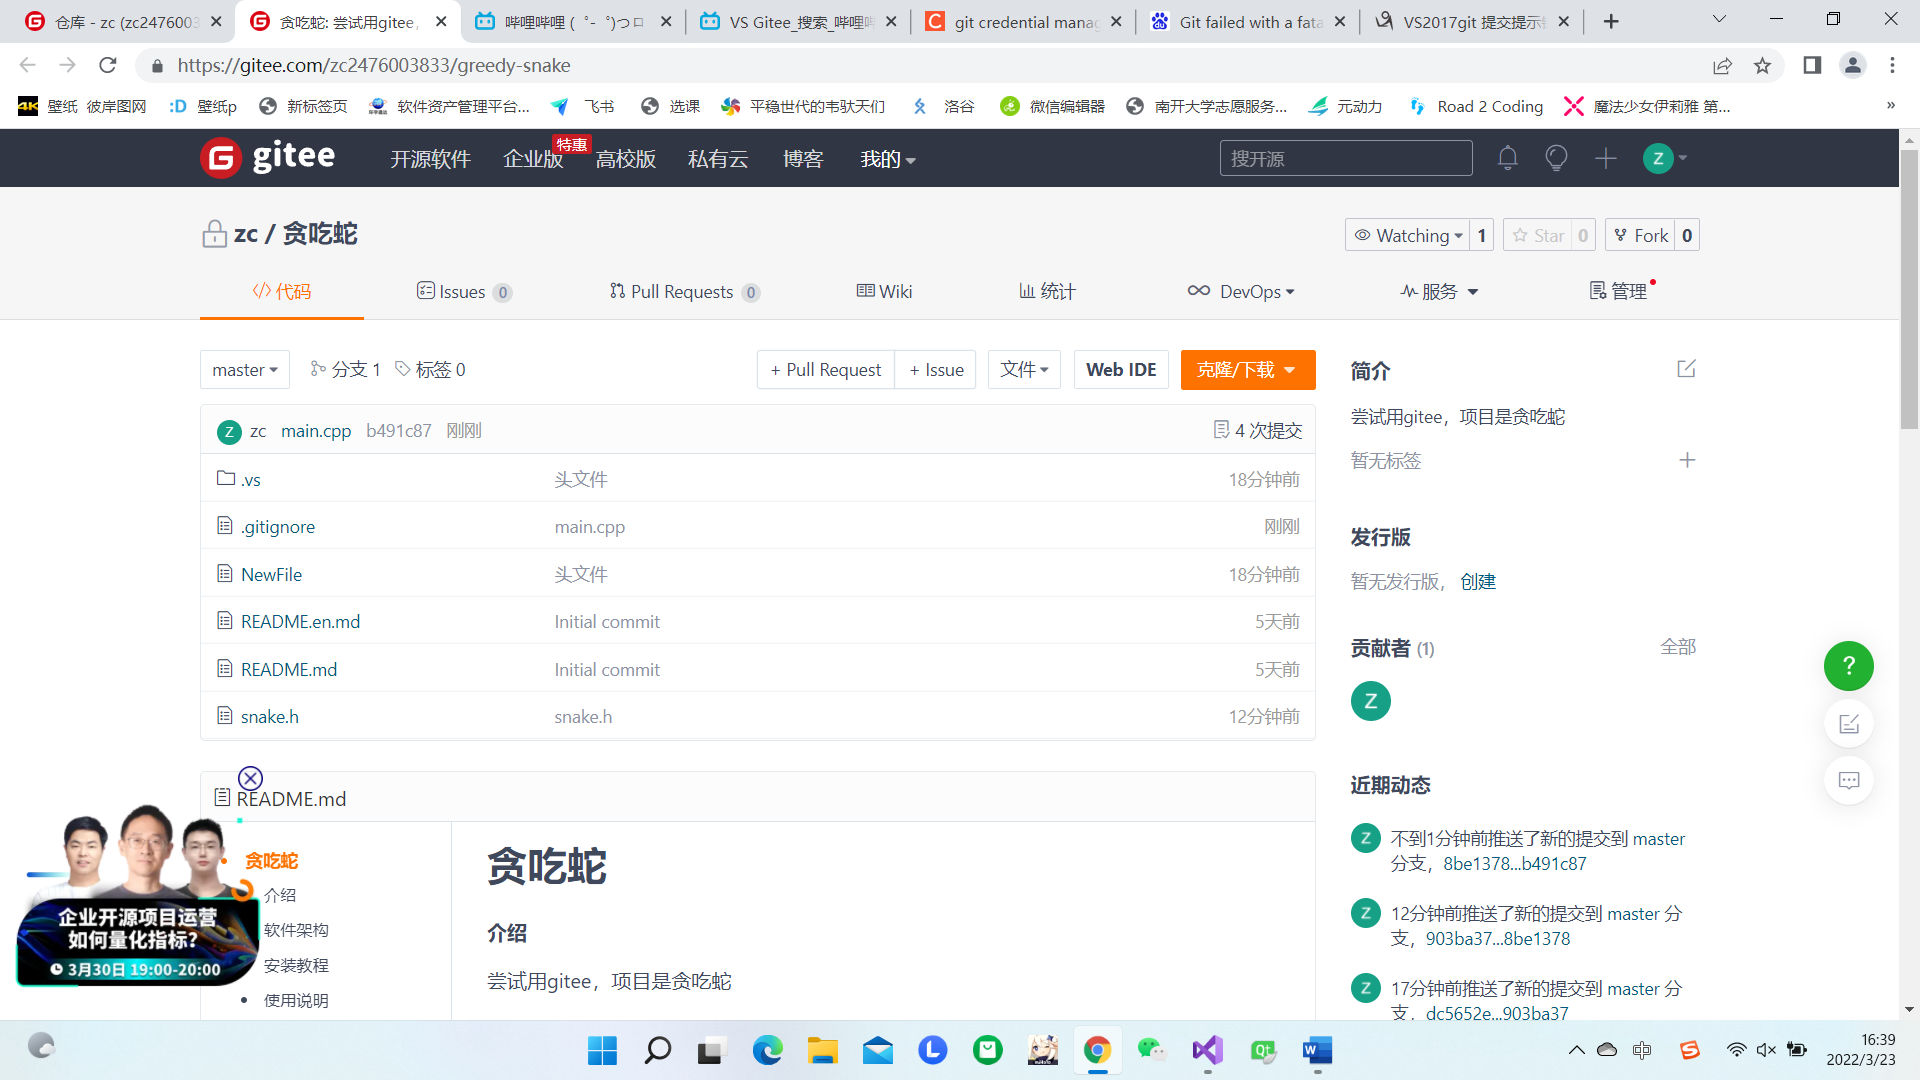 仓库 - zc (zc2476003
贪吃蛇: 尝试用gitee,
哔哩哔哩 (゜-゜)つロ
VS Gitee_搜索_哔哩哔
git credential manag
Git failed with a fata
VS2017git 提交提示
https://gitee.com/zc2476003833/greedy-snake
4K 壁纸 彼岸图网
:D 壁纸p
新标签页
软件资产管理平台...
飞书
选课
平稳世代的韦驮天们
洛谷
微信编辑器
南开大学志愿服务...
元动力
Road 2 Coding
魔法少女伊莉雅 第...
»
G gitee
开源软件
企业版
特惠
高校版
私有云
博客
我的
搜开源
Z
zc / 贪吃蛇
Watching 1
Star 0
Fork 0
代码
Issues 0
Pull Requests 0
Wiki
统计
DevOps
服务
管理
master
分支 1
标签 0
+ Pull Request
+ Issue
文件
Web IDE
克隆/下载
Z zc main.cpp b491c87 刚刚
4 次提交
.vs 头文件 18分钟前
.gitignore main.cpp 刚刚
NewFile 头文件 18分钟前
README.en.md Initial commit 5天前
README.md Initial commit 5天前
snake.h snake.h 12分钟前
简介
尝试用gitee，项目是贪吃蛇
暂无标签
发行版
暂无发行版，创建
贡献者 (1) 全部
Z
近期动态
Z 不到1分钟前推送了新的提交到 master
分支，8be1378...b491c87
Z 12分钟前推送了新的提交到 master 分
支，903ba37...8be1378
Z 17分钟前推送了新的提交到 master 分
支，dc5652e...903ba37
?
README.md
贪吃蛇
介绍
软件架构
安装教程
使用说明
贪吃蛇
介绍
尝试用gitee，项目是贪吃蛇
企业开源项目运营
如何量化指标?
3月30日 19:00-20:00
中
16:39
2022/3/23